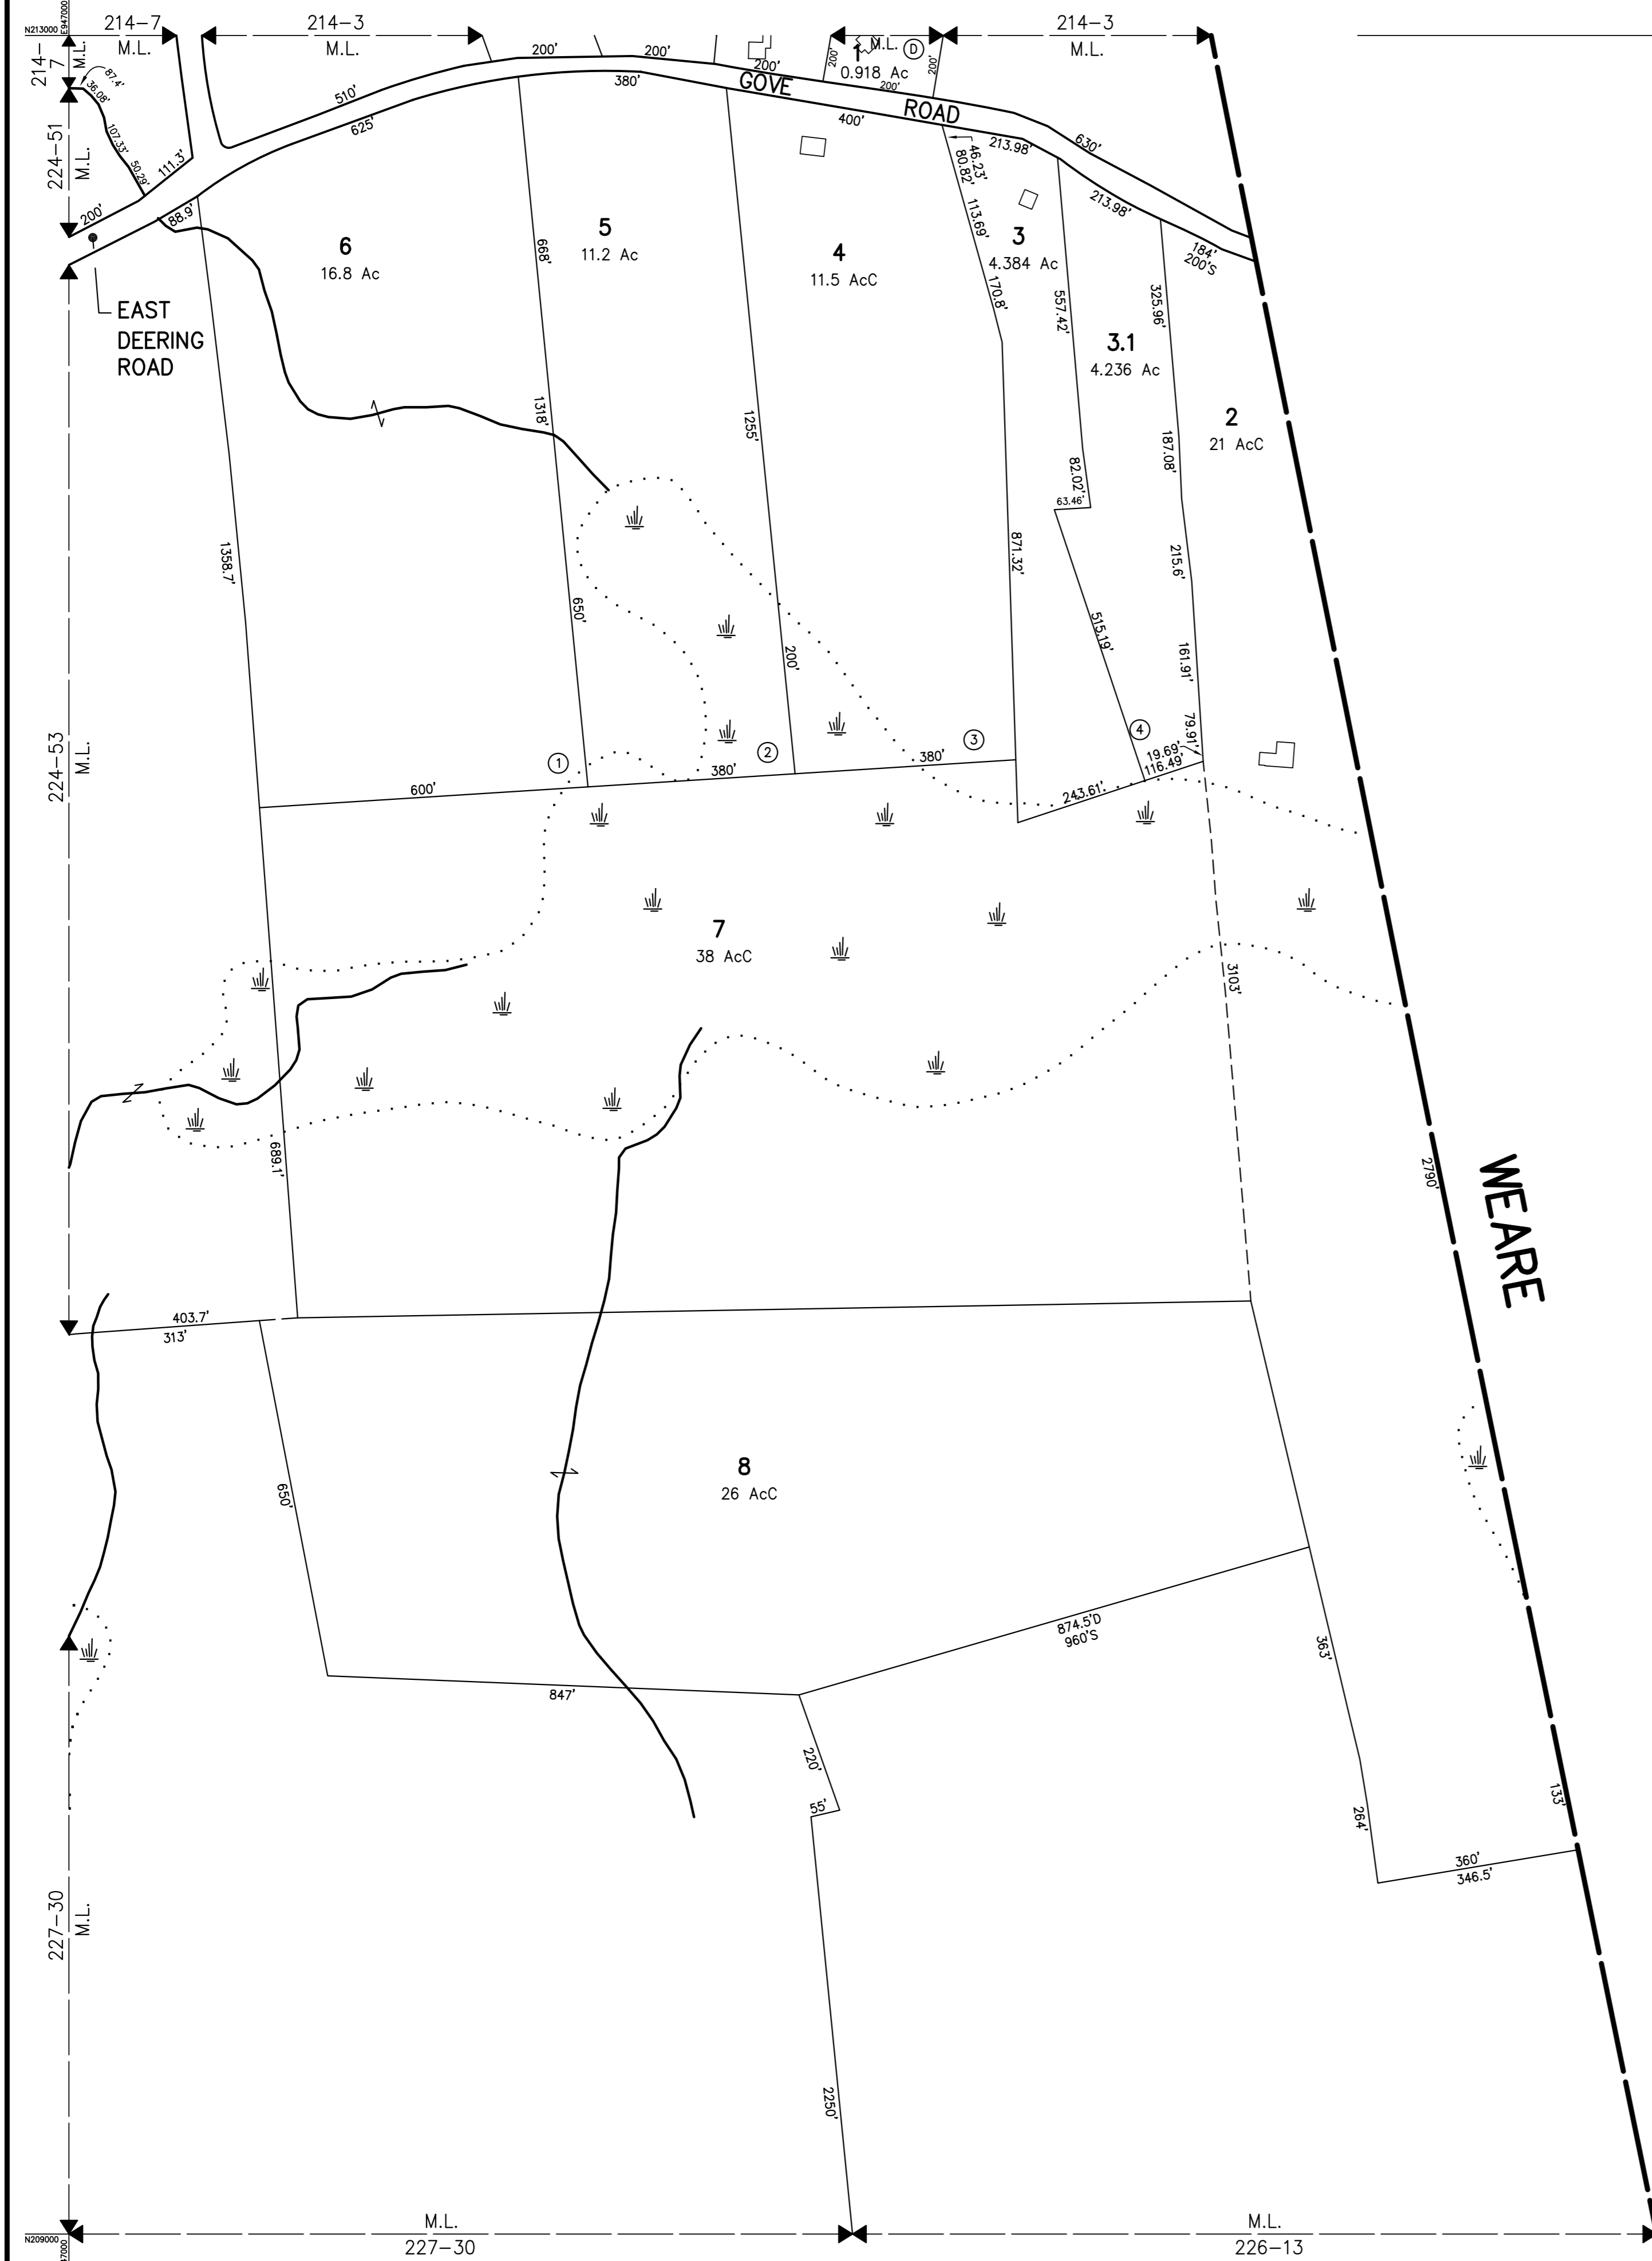 N213000
E947000
214-7
M.L.
214-3
M.L.
M.L.
214-3
M.L.
214-
7
M.L.
87.4'
36.08'
107.33'
50.29'
111.3'
224-51
M.L.
200'
88.9'
510'
625'
200'
200'
380'
200'
GOVE
ROAD
400'
200'
1
D
0.918 Ac
200'
200'
213.98'
630'
46.23'
80.82'
113.69'
170.8'
213.98'
184'
200'S
EAST
DEERING
ROAD
6
16.8 Ac
5
11.2 Ac
4
11.5 AcC
3
4.384 Ac
3.1
4.236 Ac
2
21 AcC
668'
1318'
650'
1255'
200'
557.42'
82.02'
63.46'
325.96'
187.08'
215.6'
161.91'
79.91'
1358.7'
871.32'
515.19'
224-53
M.L.
1
2
3
4
600'
380'
380'
19.69'
116.49'
243.61'
7
38 AcC
3103'
689.1'
2790'
WEARE
403.7'
313'
8
26 AcC
650'
874.5'D
960'S
363'
847'
220'
55'
133'
264'
360'
346.5'
227-30
M.L.
2250'
N209000
M.L.
227-30
M.L.
226-13